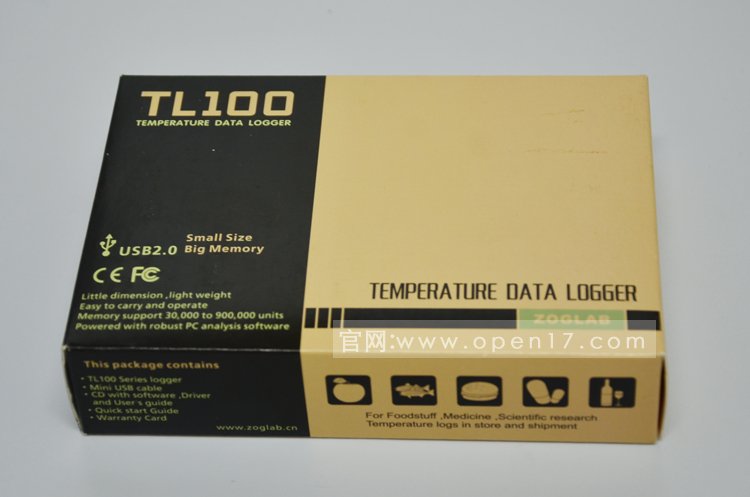 TL100
TEMPERATURE DATA LOGGER
USB2.0
Small Size
Big Memory
CE FC
Little dimension ,light weight
Easy to carry and operate
Memory support 30,000 to 900,000 units
Powered with robust PC analysis software
TEMPERATURE DATA LOGGER
ZOGLAB
官网:www.open17.com
This package contains
· TL100 Series logger
· Mini USB cable
· CD with software ,Driver
and User's guide
· Quick start Guide
· Warranty Card
www.zoglab.cn
For Foodstuff ,Medicine ,Scientific research
Temperature logs in store and shipment